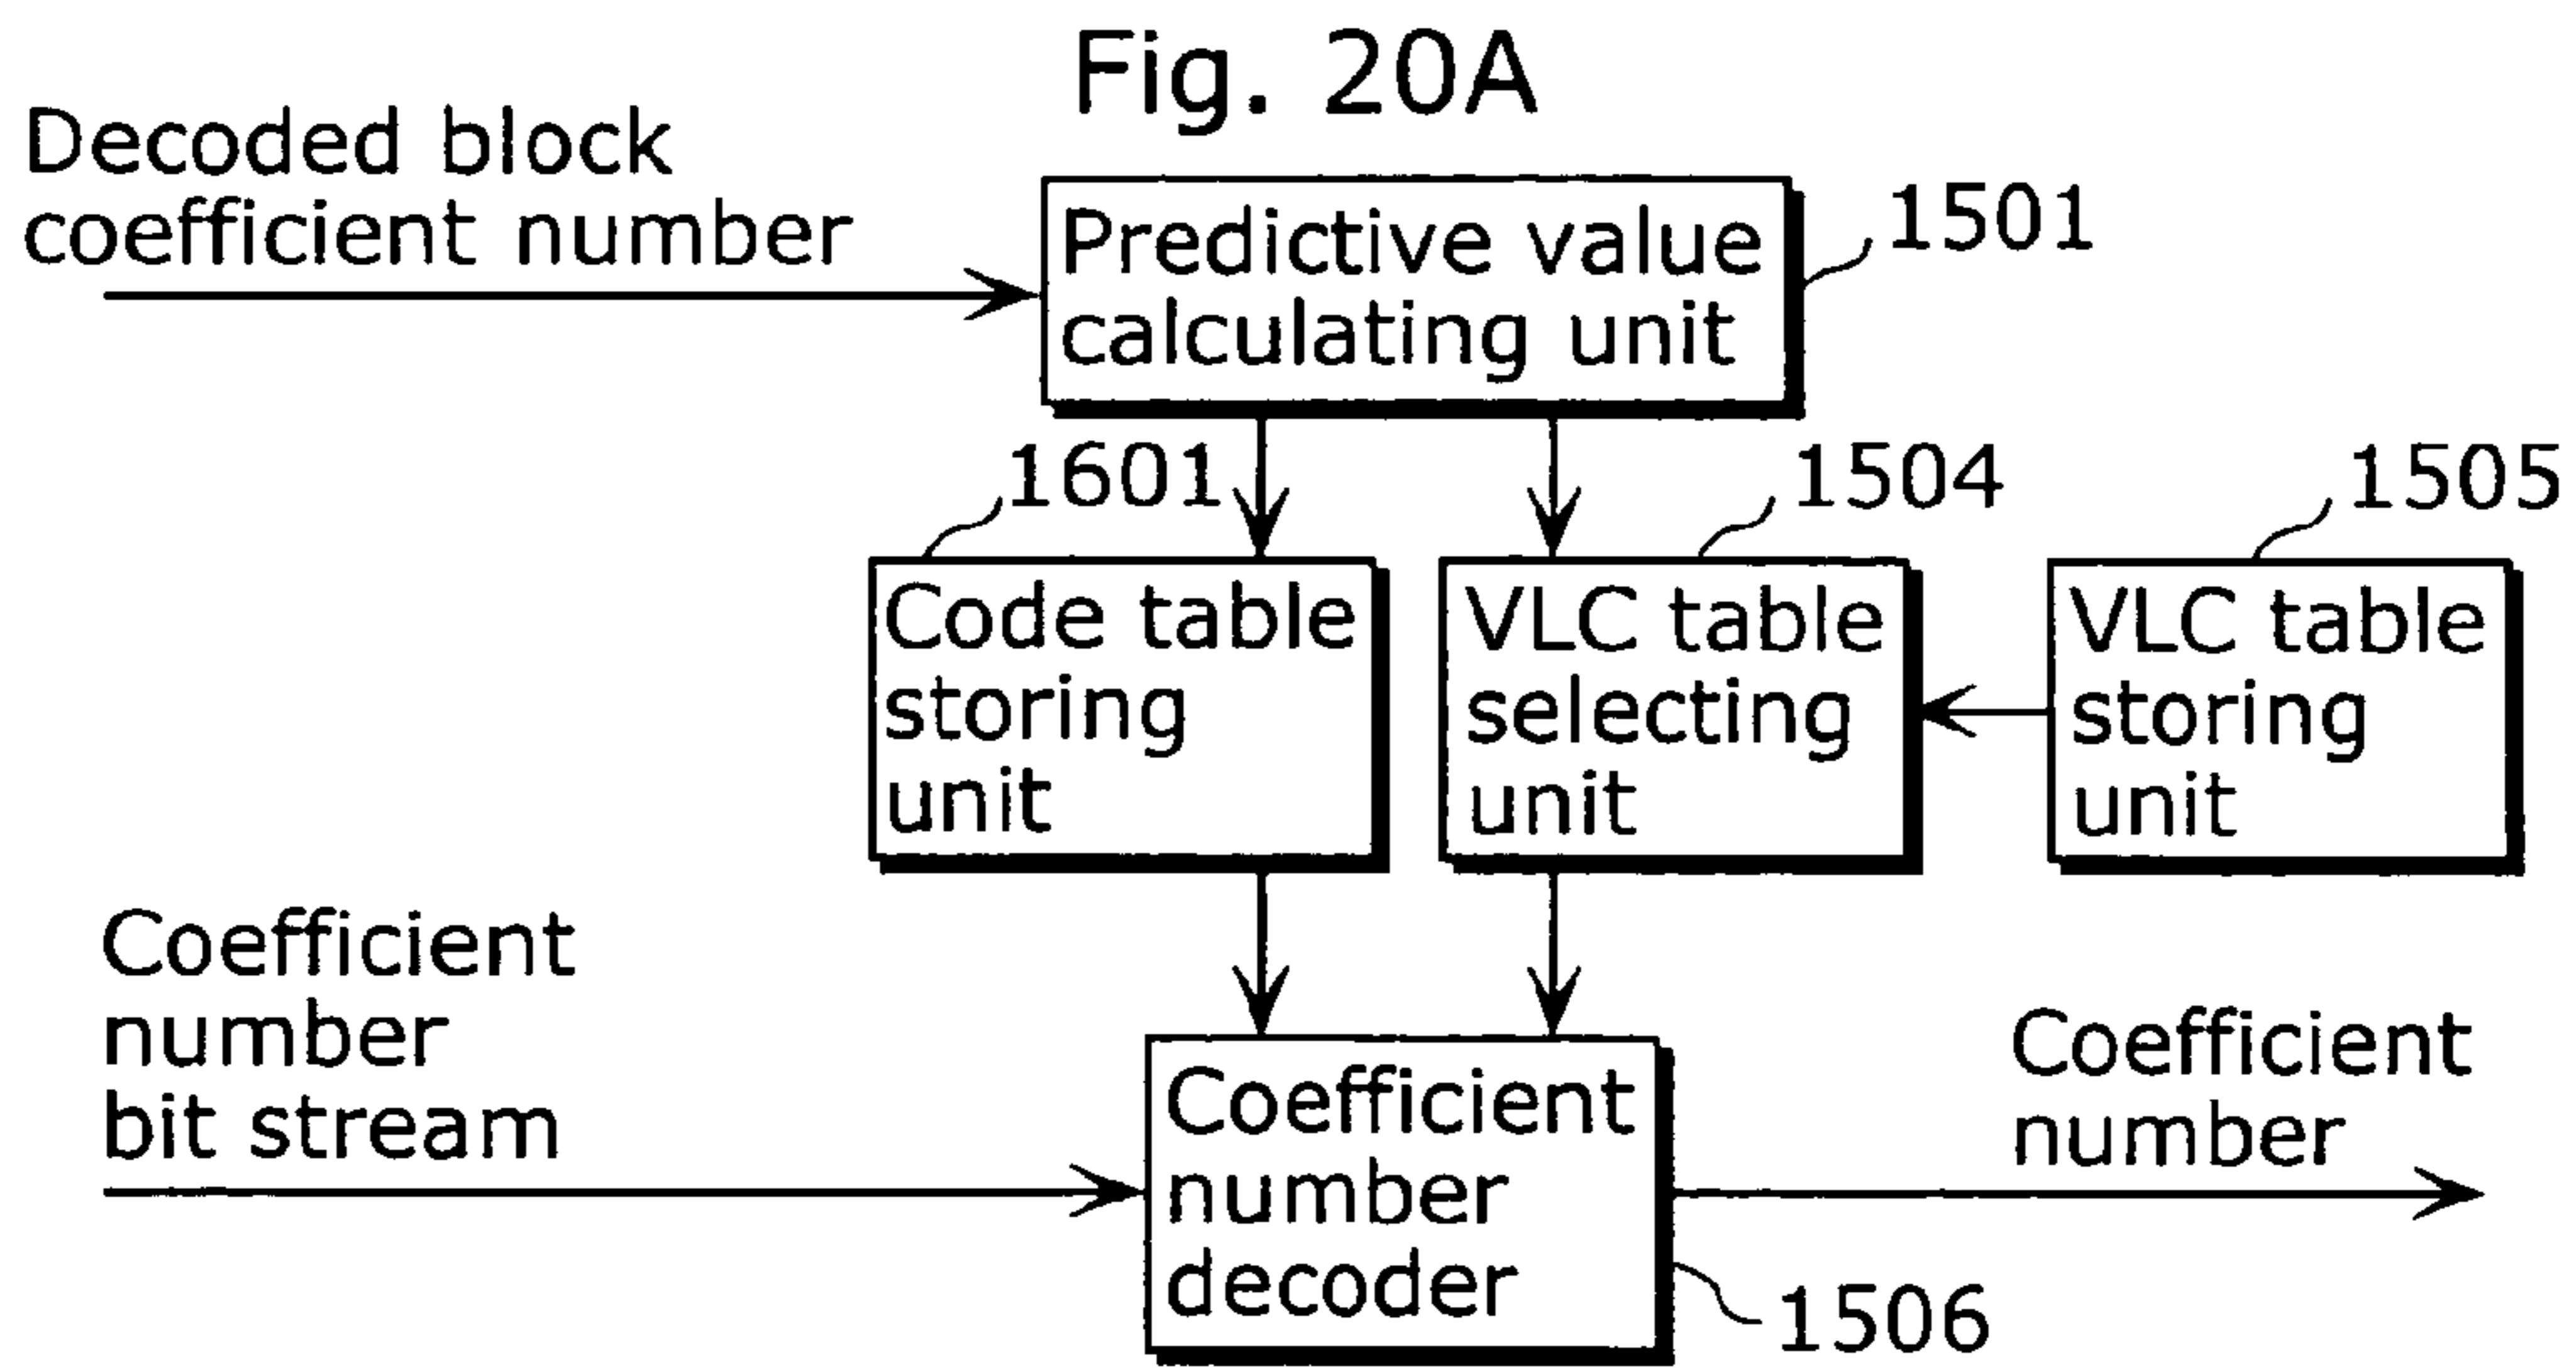 Fig. 20A
Decoded block
coefficient number
Predictive value
calculating unit
1501
1601
1504
1505
Code table
storing
unit
VLC table
selecting
unit
VLC table
storing
unit
Coefficient
number
bit stream
Coefficient
number
decoder
Coefficient
number
1506